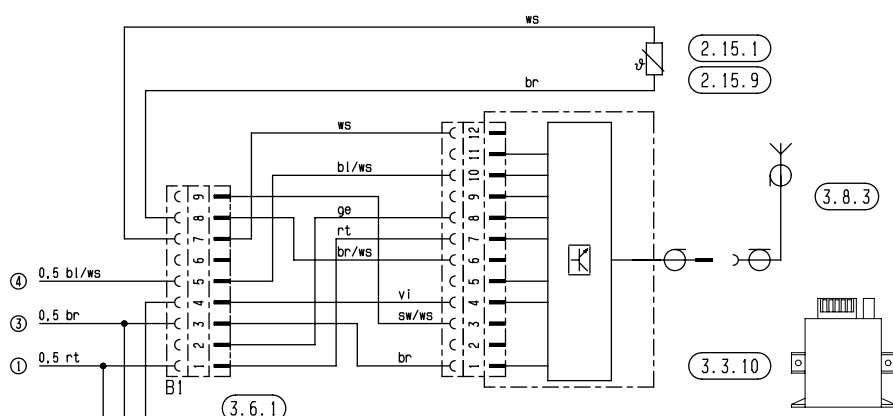 ws
2.15.1
ϑ
2.15.9
br
ws
12
11
bl/ws
10
9
9
3.8.3
8
ge
8
7
rt
7
6
br/ws
6
④ 0,5 bl/ws
5
5
4
vi
4
③ 0,5 br
3
sw/ws
3
2
2
① 0,5 rt
1
br
1
3.3.10
B1
3.6.1